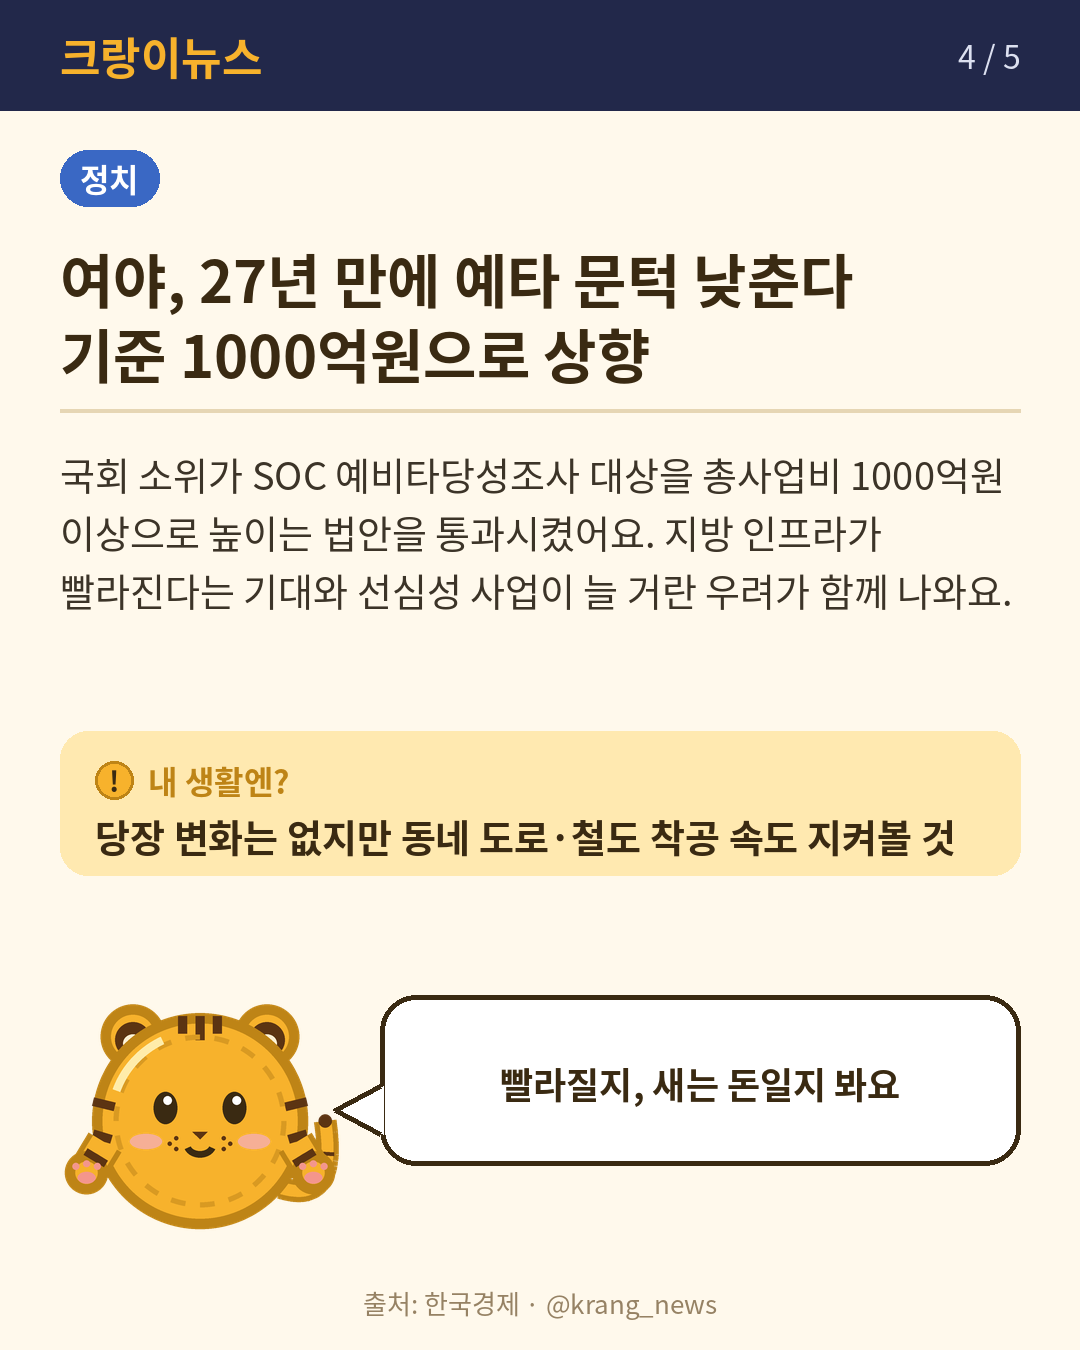 크랑이뉴스
4 / 5
정치
여야, 27년 만에 예타 문턱 낮춘다
기준 1000억원으로 상향
국회 소위가 SOC 예비타당성조사 대상을 총사업비 1000억원
이상으로 높이는 법안을 통과시켰어요. 지방 인프라가
빨라진다는 기대와 선심성 사업이 늘 거란 우려가 함께 나와요.
! 내 생활엔?
당장 변화는 없지만 동네 도로·철도 착공 속도 지켜볼 것
빨라질지, 새는 돈일지 봐요
출처: 한국경제 · @krang_news